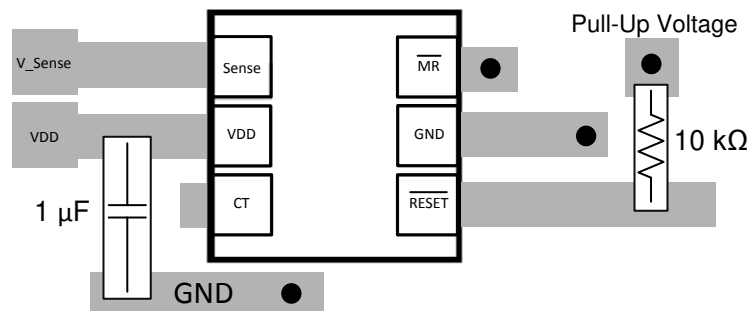 Pull-Up Voltage
V_Sense
Sense
MR
VDD
VDD
GND
10 kΩ
1 µF
CT
RESET
GND